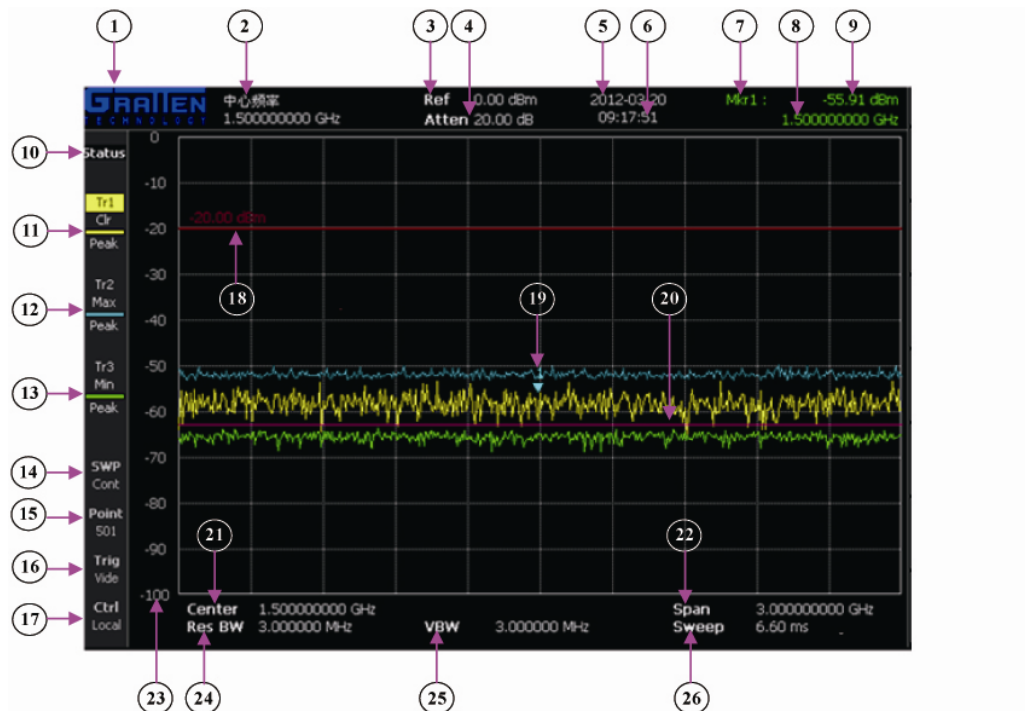 1 2 3 4 5 6 7 8 9
GRATTEN
TECHNOLOGY
中心频率
1.500000000 GHz
Ref 0.00 dBm
Atten 20.00 dB
2012-03-20
09:17:51
Mkr1 : -55.91 dBm
1.500000000 GHz
10
Status
0
-10
-20
-30
-40
-50
-60
-70
-80
-90
-100
11
Tr1
Clr
Peak
12
Tr2
Max
Peak
13
Tr3
Min
Peak
14
SWP
Cont
15
Point
501
16
Trig
Vide
17
Ctrl
Local
-20.00 dBm
18
19
20
21
22
Center 1.500000000 GHz
Span 3.000000000 GHz
Res BW 3.000000 MHz
VBW 3.000000 MHz
Sweep 6.60 ms
23 24 25 26